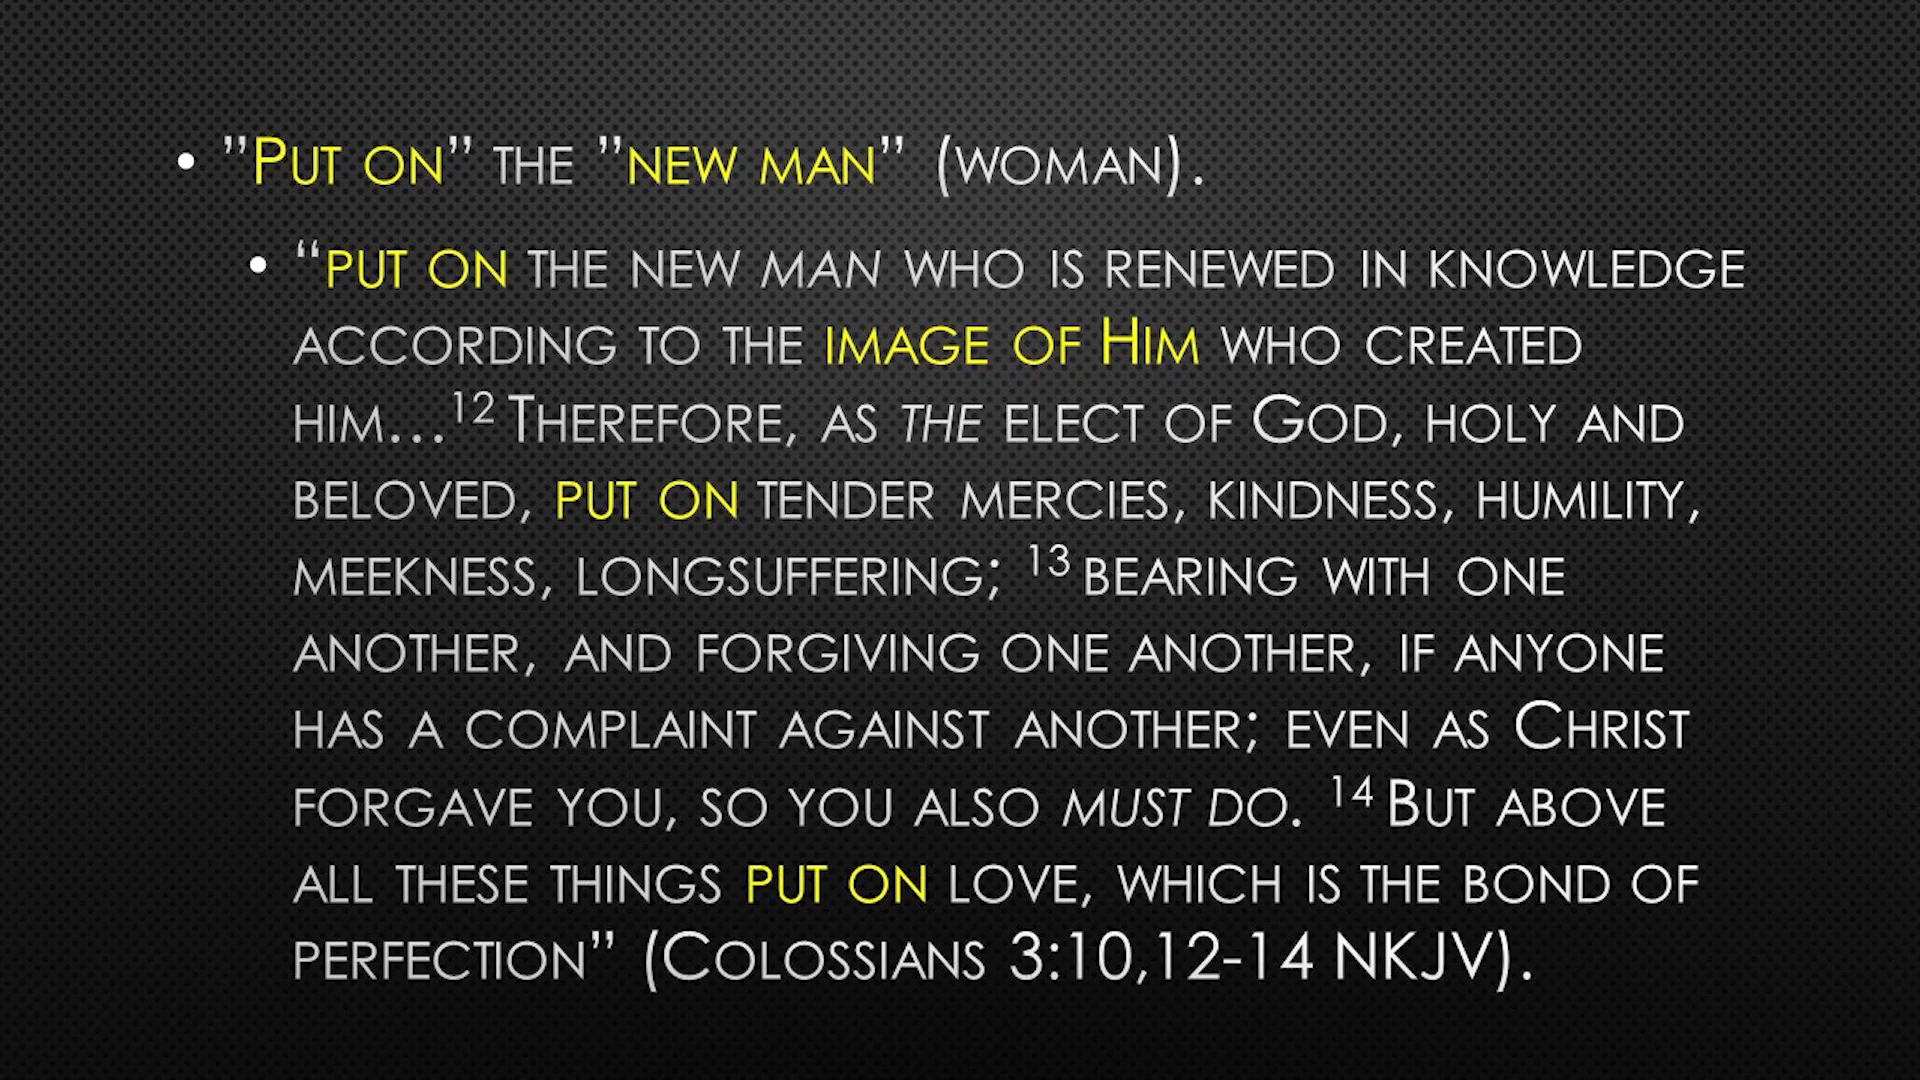 • ”Put on” the ”new man” (woman).
• “put on the new man who is renewed in knowledge
according to the image of Him who created
him…12 Therefore, as the elect of God, holy and
beloved, put on tender mercies, kindness, humility,
meekness, longsuffering; 13 bearing with one
another, and forgiving one another, if anyone
has a complaint against another; even as Christ
forgave you, so you also must do. 14 But above
all these things put on love, which is the bond of
perfection” (Colossians 3:10,12-14 NKJV).